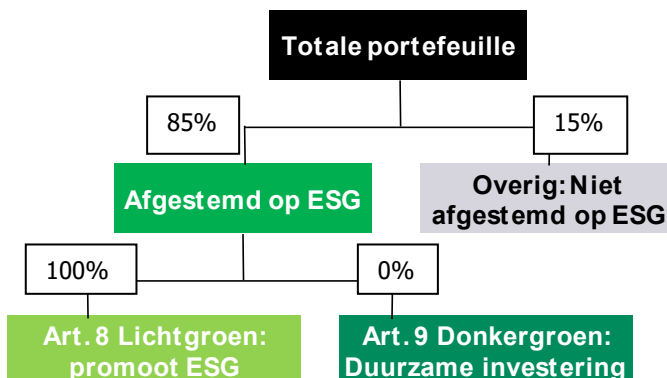 Totale portefeuille
85%
15%
Afgestemd op ESG
Overig: Niet
afgestemd op ESG
100%
0%
Art. 8 Lichtgroen:
promoot ESG
Art. 9 Donkergroen:
Duurzame investering